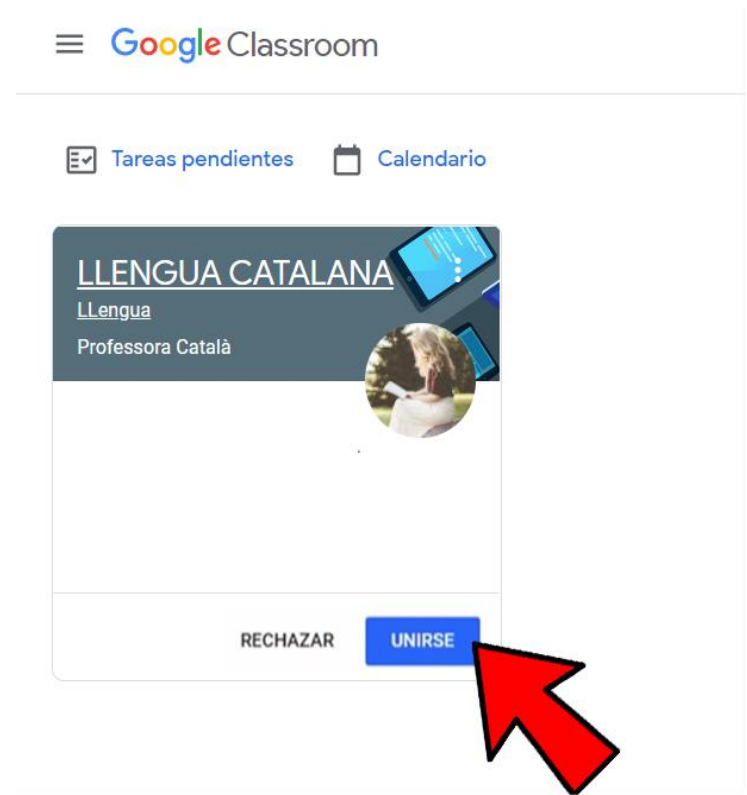 Google Classroom
Tareas pendientes Calendario
LLENGUA CATALANA
LLengua
Professora Català
RECHAZAR UNIRSE